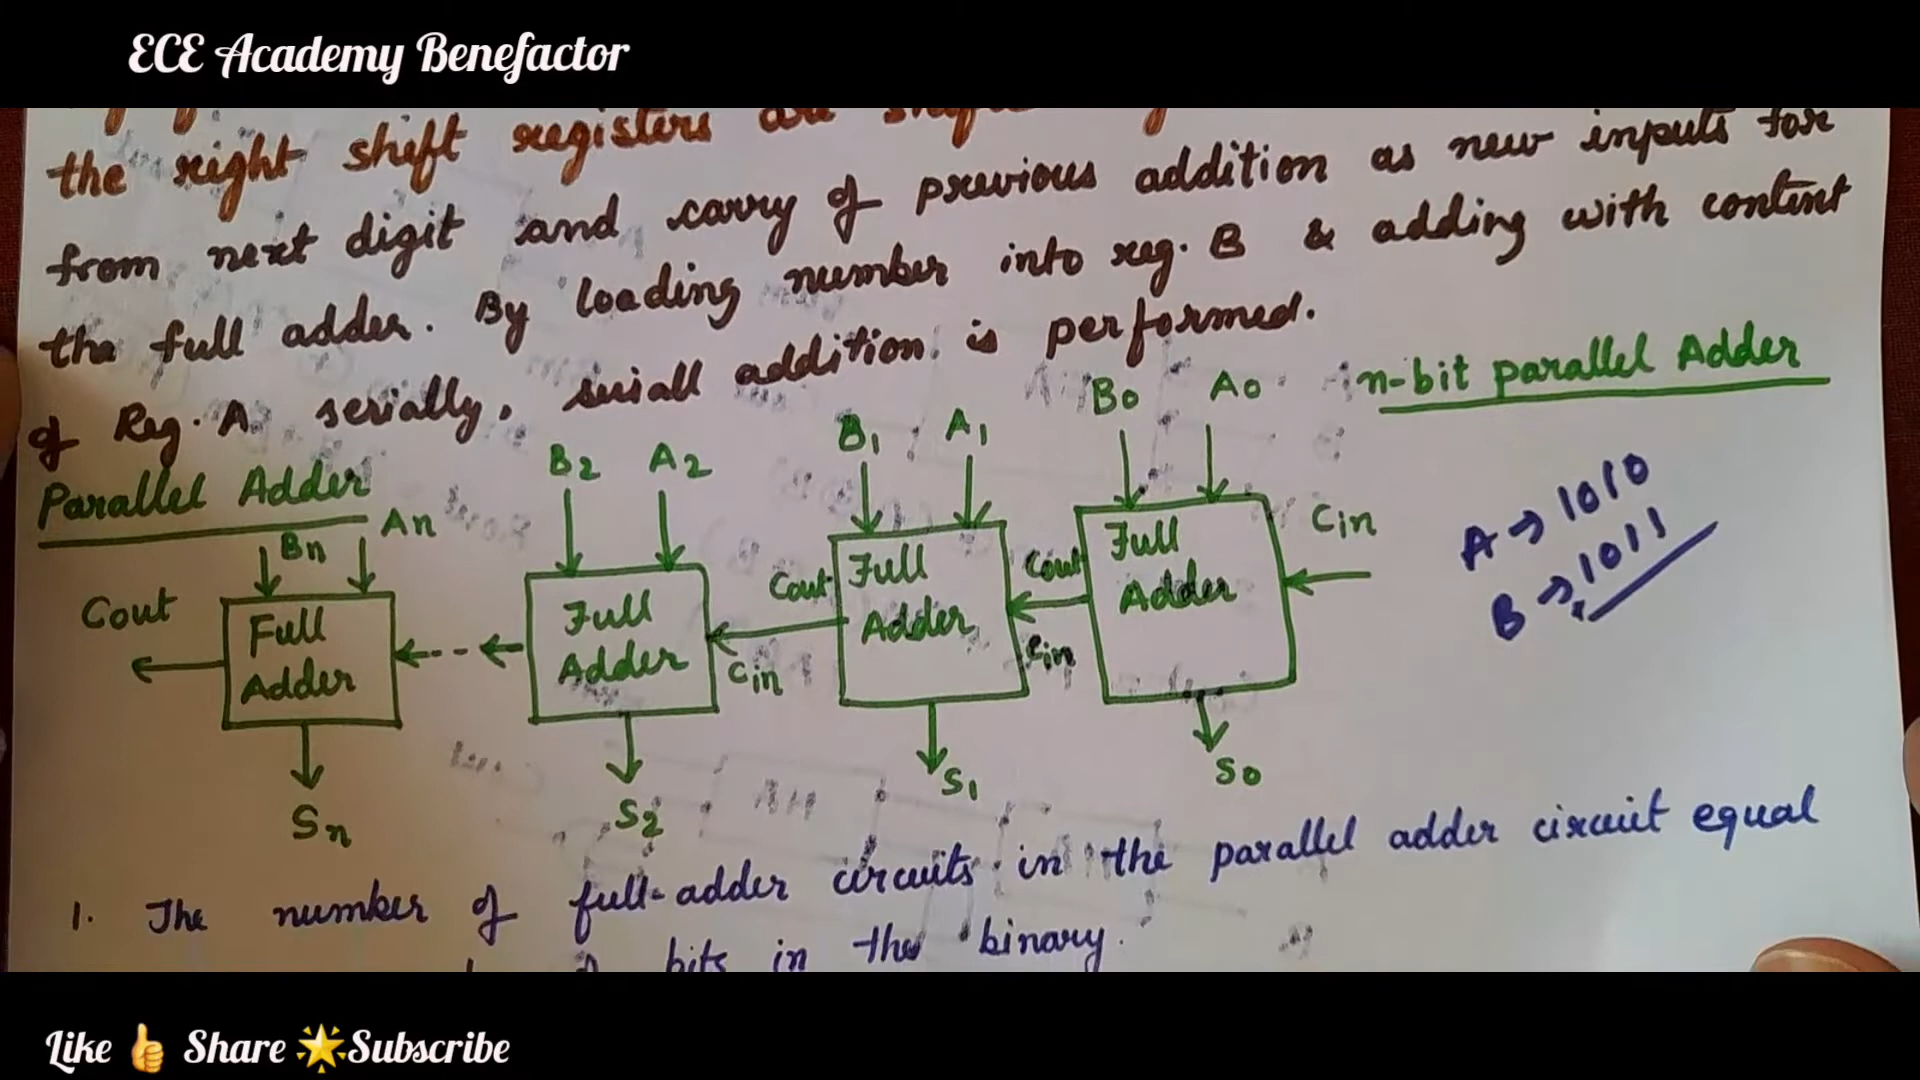 ECE Academy Benefactor
the right shift registers are
from next digit and carry of previous addition as new inputs for
the full adder. By loading number into reg. B & adding with content
of Reg. A serially, seriall addition is performed.
n-bit parallel Adder
Parallel Adder
Bn An B2 A2 B1 A1 B0 A0
Cout Full Adder Full Adder Cout Cin Full Adder Cout Cin Full Adder Cin
Sn S2 S1 S0
A → 1010
B → 1011
1. The number of full-adder circuits in the parallel adder circuit equal
bits in the binary.
Like 👍 Share 🌟Subscribe